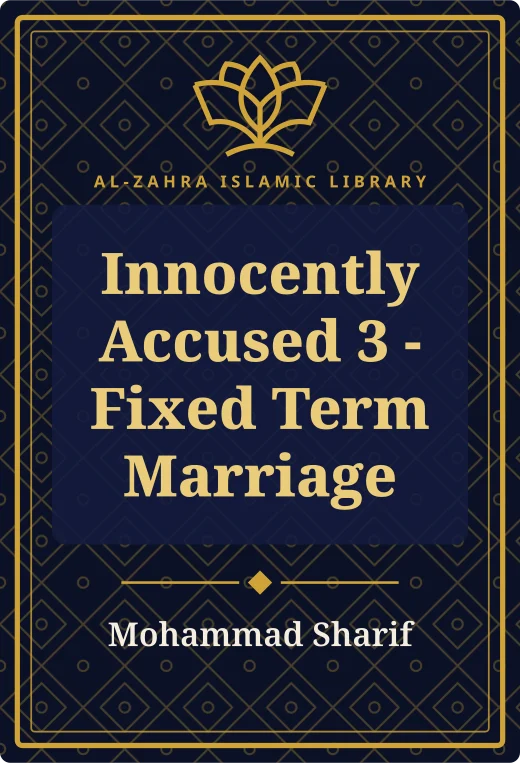 AL-ZAHRA ISLAMIC LIBRARY
Innocently
Accused 3 -
Fixed Term
Marriage
Mohammad Sharif